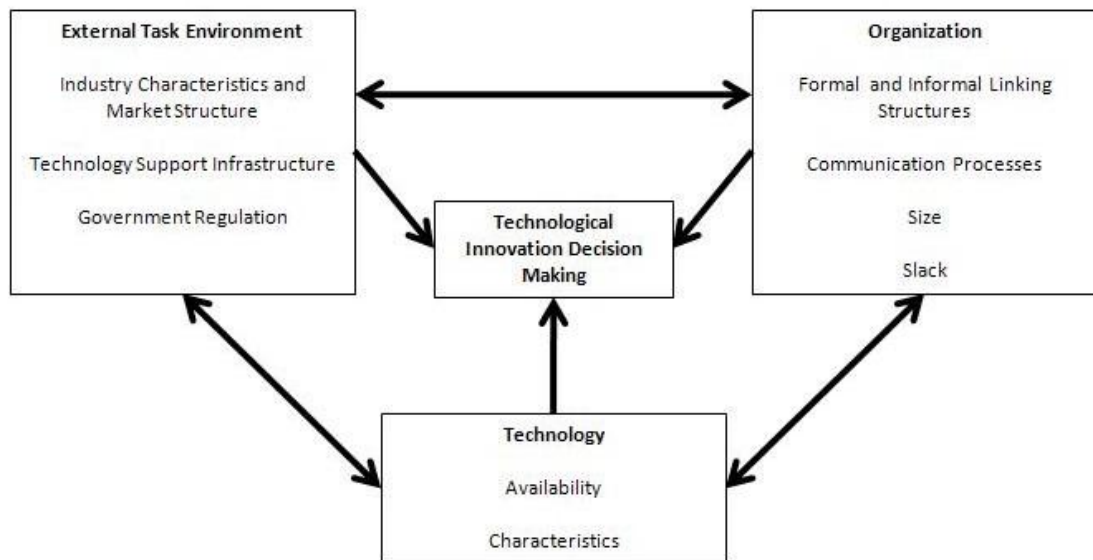 External Task Environment
Industry Characteristics and
Market Structure
Technology Support Infrastructure
Government Regulation
Organization
Formal and Informal Linking
Structures
Communication Processes
Size
Slack
Technological
Innovation Decision
Making
Technology
Availability
Characteristics